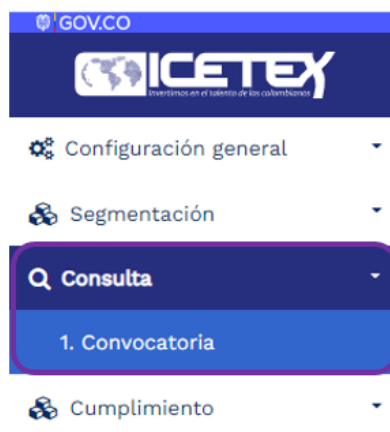 GOV.CO
ICETEX
Invertimos en el talento de los colombianos
Configuración general
Segmentación
Consulta
1. Convocatoria
Cumplimiento